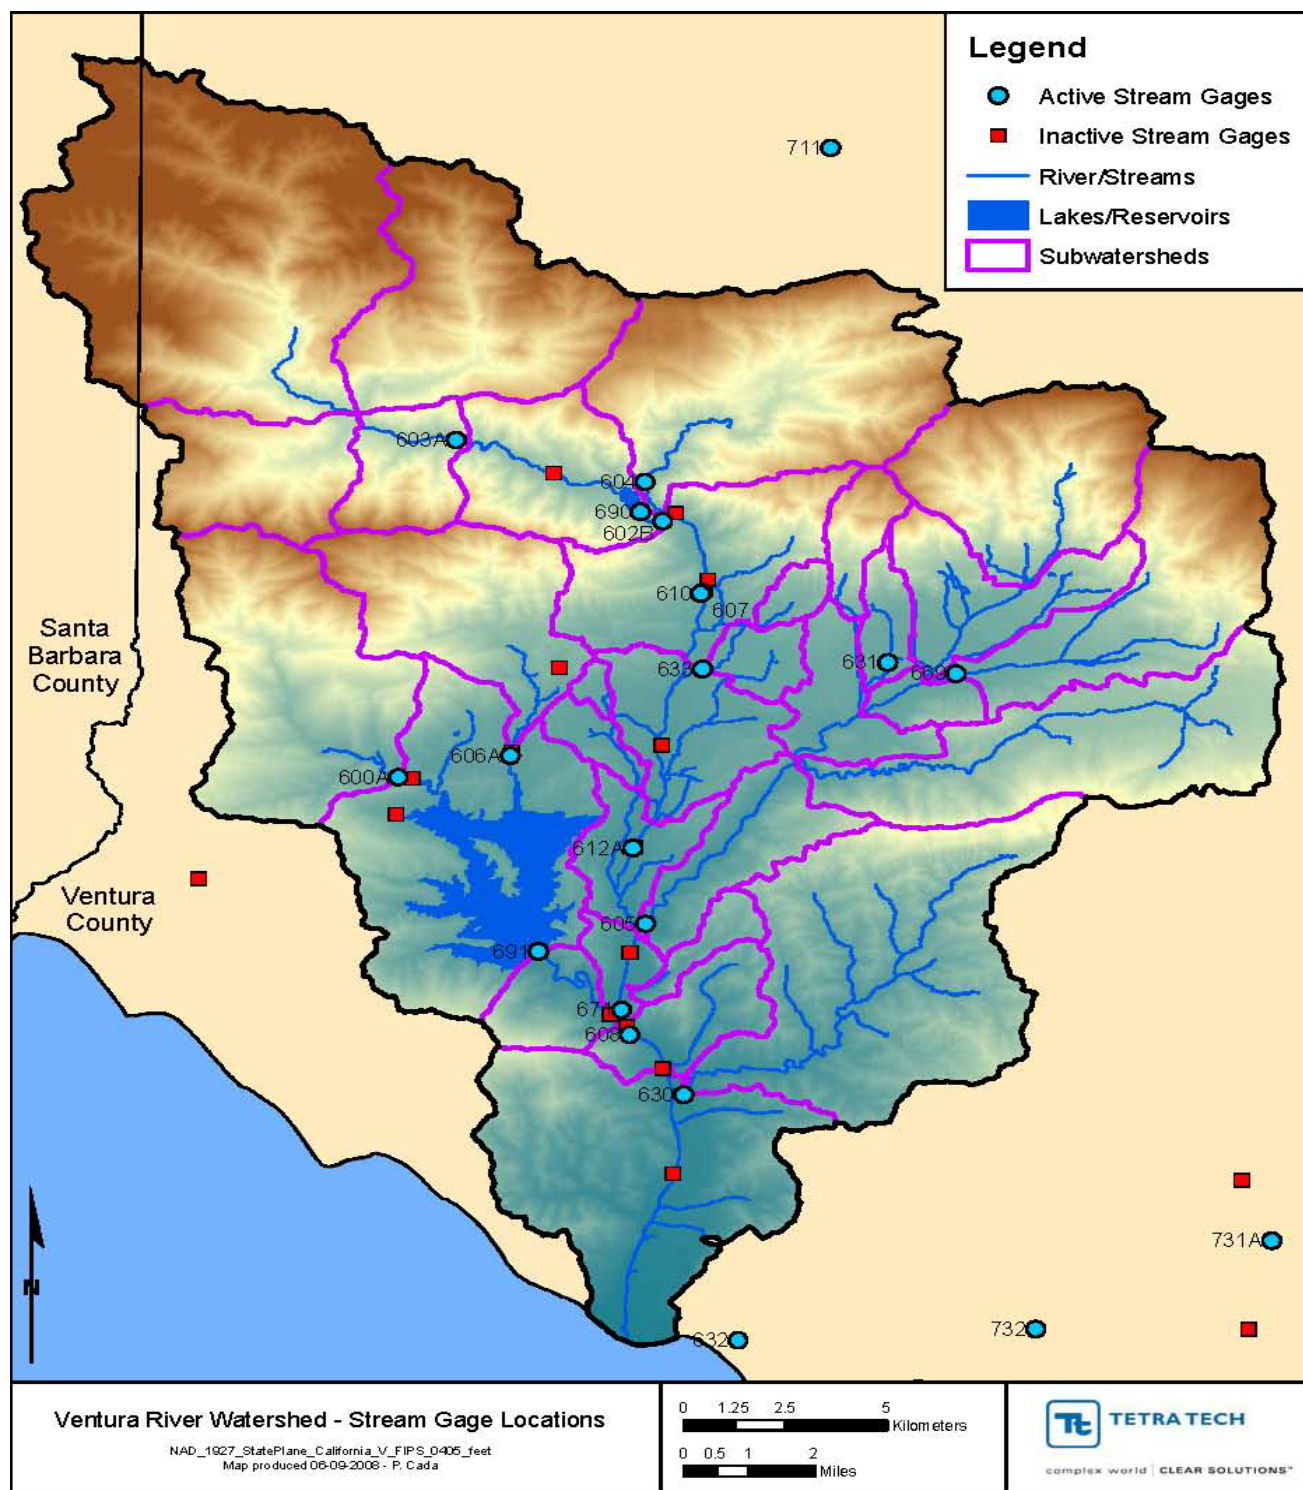 Legend
Active Stream Gages
Inactive Stream Gages
River/Streams
Lakes/Reservoirs
Subwatersheds
711
603A
604
690
602B
610
607
633
631
669
Santa
Barbara
County
606A
600A
612A
Ventura
County
605
691
671
608
630
731A
732
632
N
Ventura River Watershed - Stream Gage Locations
NAD_1927_StatePlane_California_V_FIPS_0405_feet
Map produced 06-09-2008 - P. Cada
0 1.25 2.5 5
Kilometers
0 0.5 1 2
Miles
Tt TETRA TECH
complex world | CLEAR SOLUTIONS™